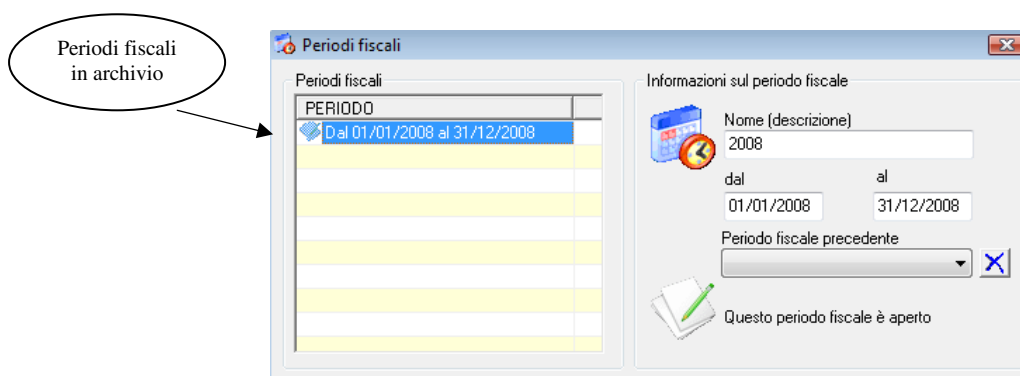 Periodi fiscali
in archivio
Periodi fiscali
Periodi fiscali
PERIODO
Dal 01/01/2008 al 31/12/2008
Informazioni sul periodo fiscale
Nome (descrizione)
2008
dal al
01/01/2008 31/12/2008
Periodo fiscale precedente
Questo periodo fiscale è aperto